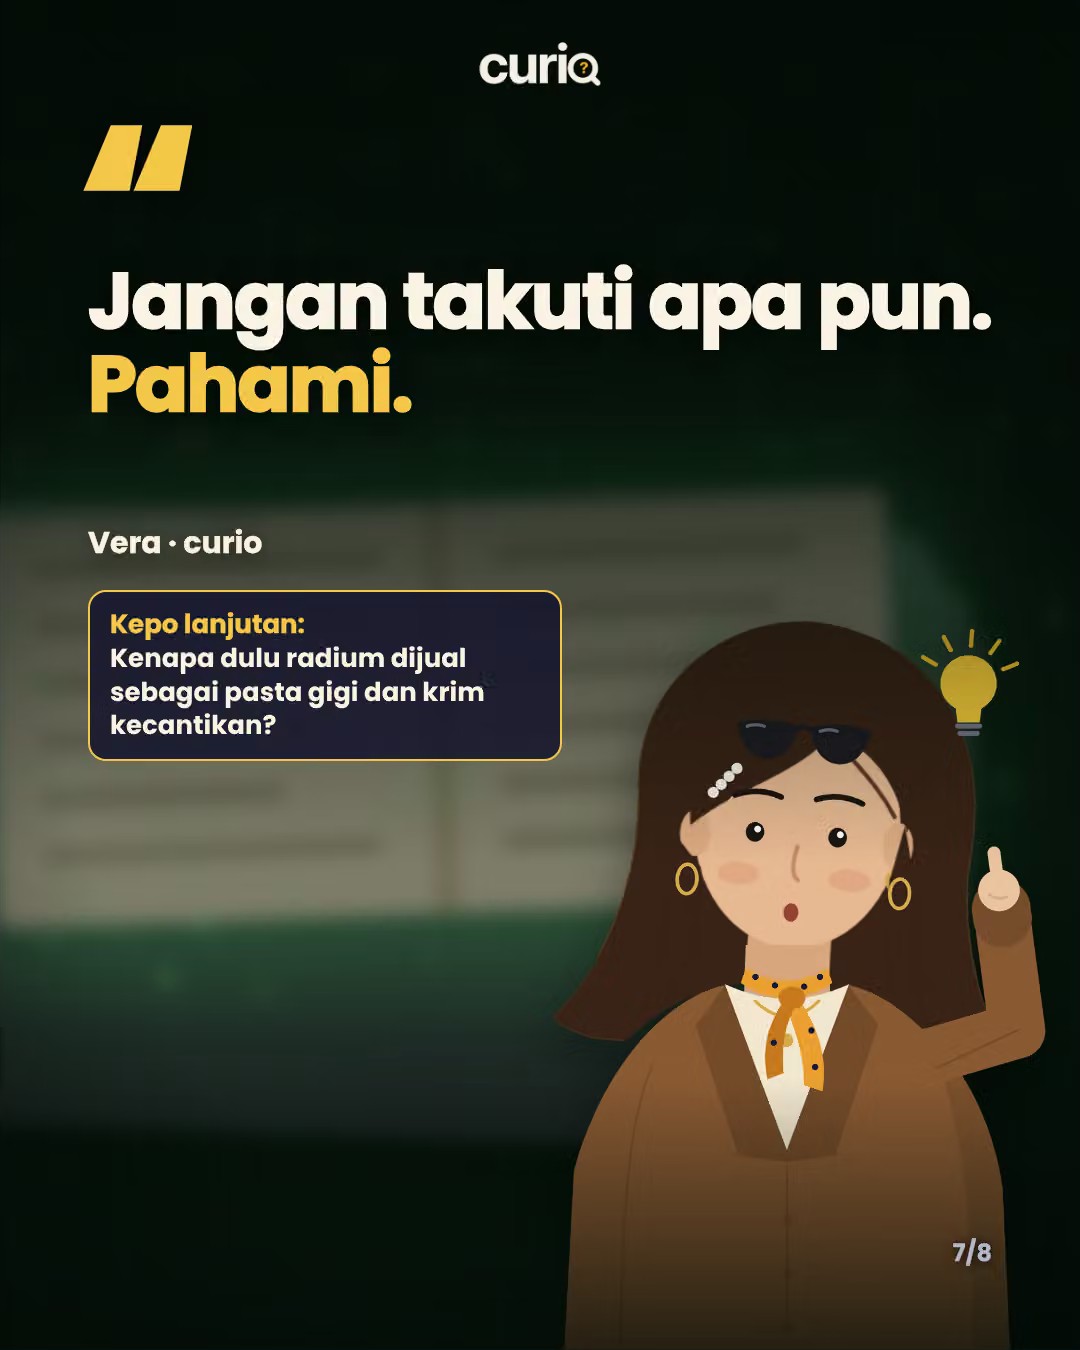 curio
Jangan takuti apa pun.
Pahami.
Vera · curio
Kepo lanjutan:
Kenapa dulu radium dijual
sebagai pasta gigi dan krim
kecantikan?
7/8